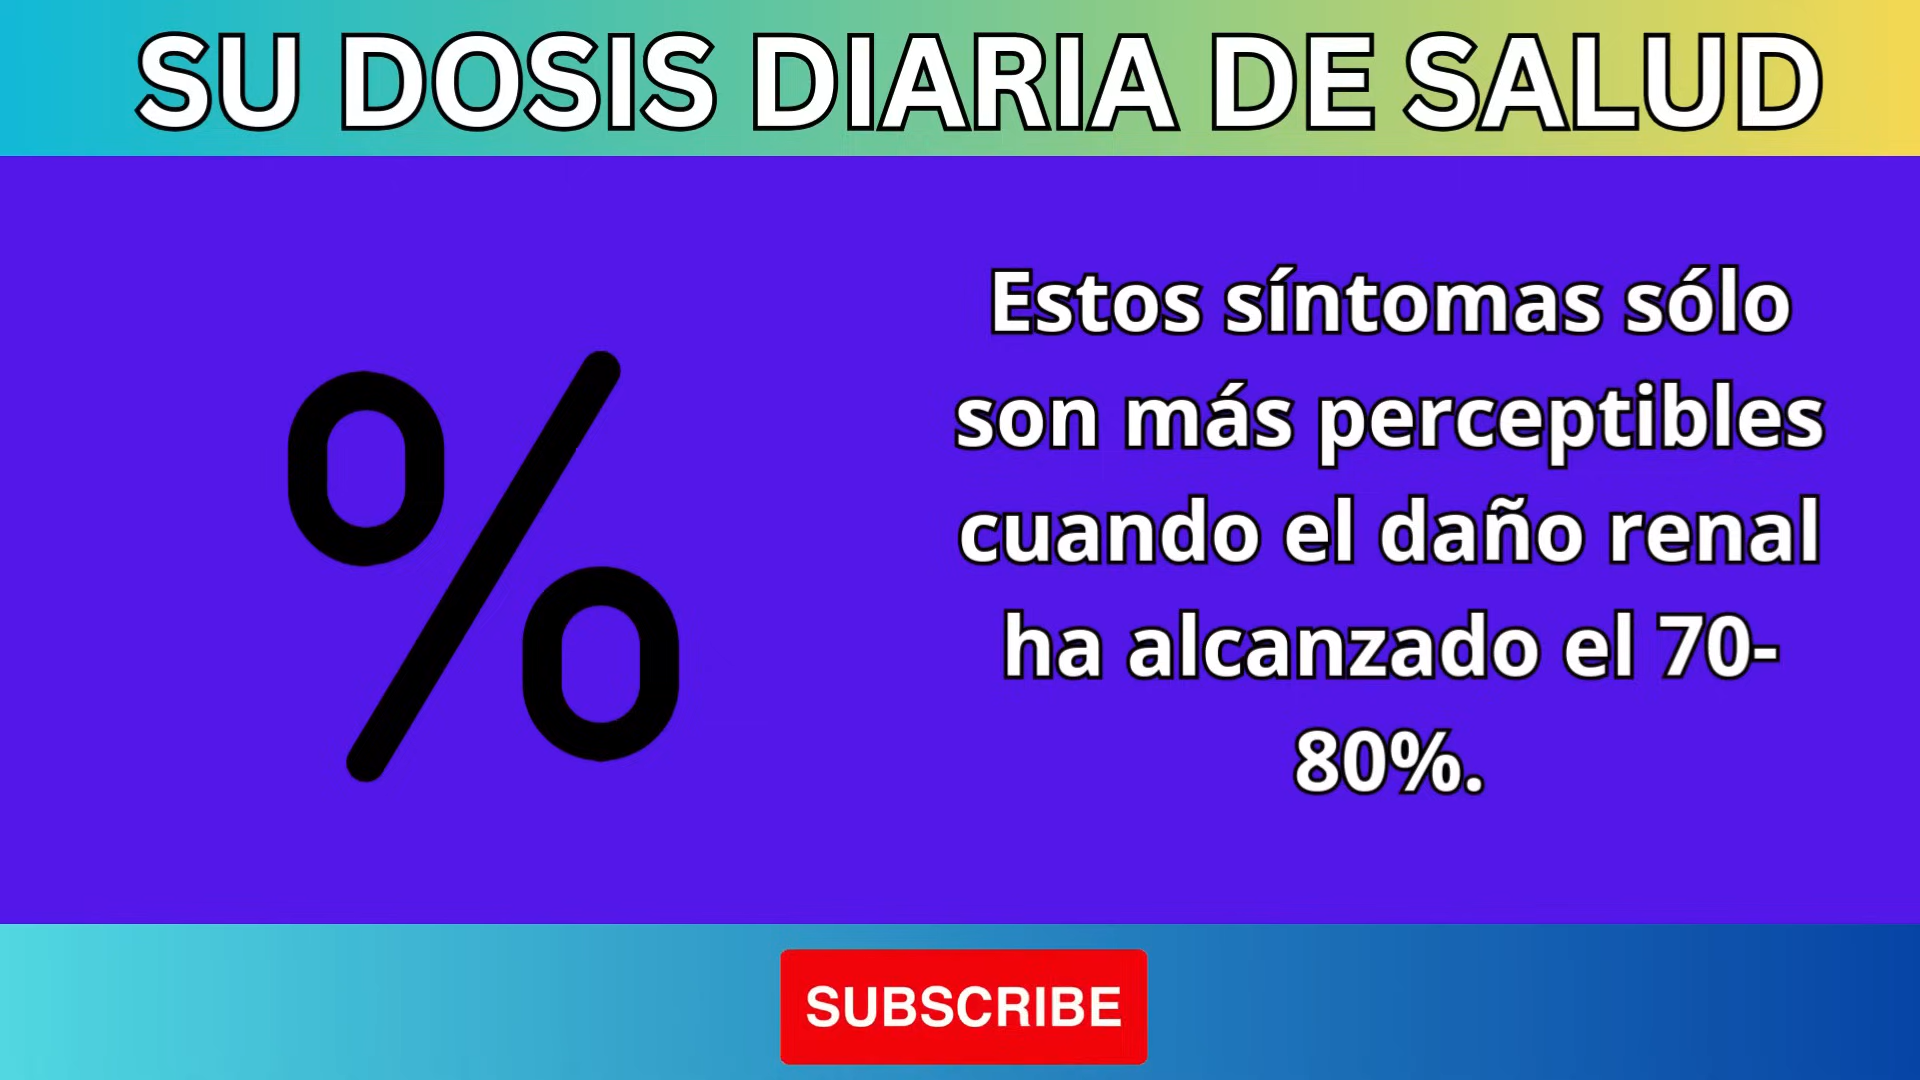 SU DOSIS DIARIA DE SALUD
%
Estos síntomas sólo
son más perceptibles
cuando el daño renal
ha alcanzado el 70-
80%.
SUBSCRIBE